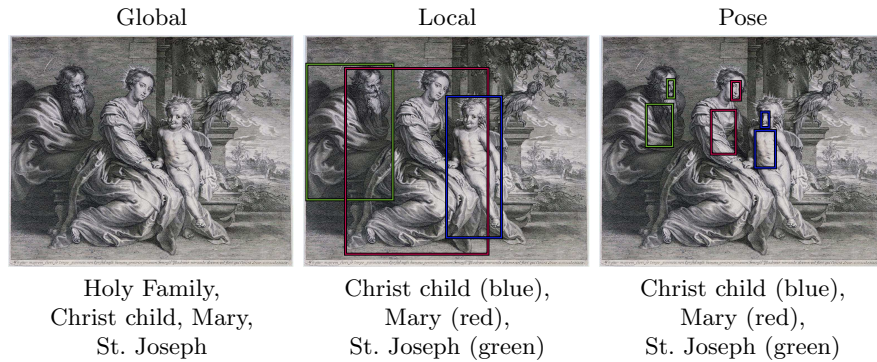 Global
Local
Pose
Holy Family,
Christ child, Mary,
St. Joseph
Christ child (blue),
Mary (red),
St. Joseph (green)
Christ child (blue),
Mary (red),
St. Joseph (green)